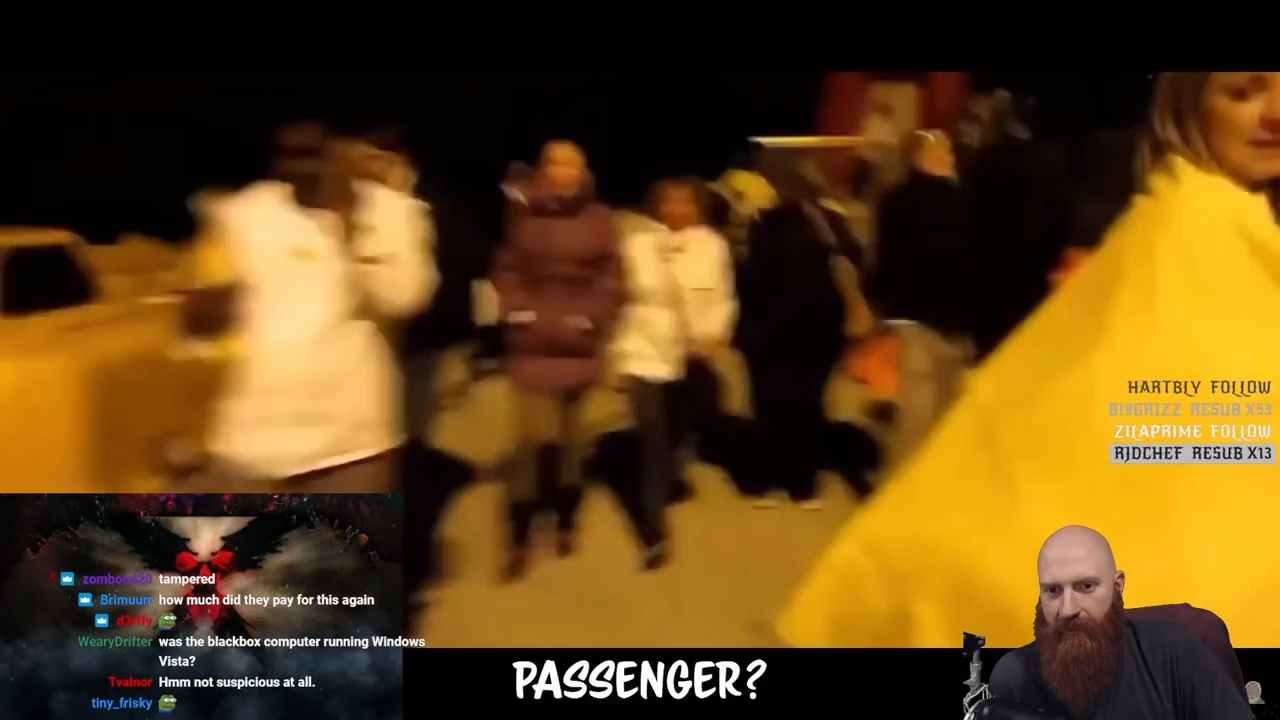 HARTBLY FOLLOW
BIGGRIZZ RESUB X53
ZILAPRIME FOLLOW
RJDCHEF RESUB X13
tampered
Brimuurr how much did they pay for this again
d3rffy
WearyDrifter was the blackbox computer running Windows
Vista?
Tvalnor Hmm not suspicious at all.
tiny_frisky
PASSENGER?